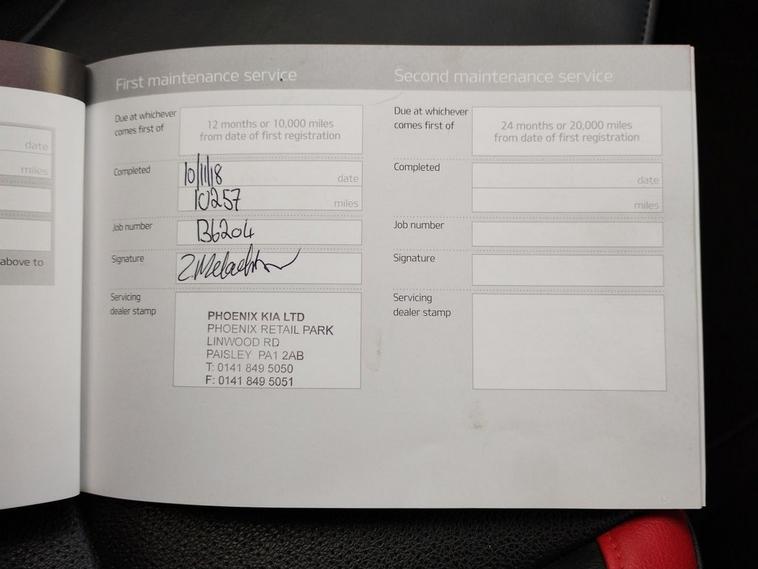 First maintenance service
Due at whichever
comes first of
12 months or 10,000 miles
from date of first registration
Completed
10/11/18
date
10257
miles
Job number
B6204
Signature
Servicing
dealer stamp
PHOENIX KIA LTD
PHOENIX RETAIL PARK
LINWOOD RD
PAISLEY PA1 2AB
T: 0141 849 5050
F: 0141 849 5051
Second maintenance service
Due at whichever
comes first of
24 months or 20,000 miles
from date of first registration
Completed
date
miles
Job number
Signature
Servicing
dealer stamp
date
miles
above to